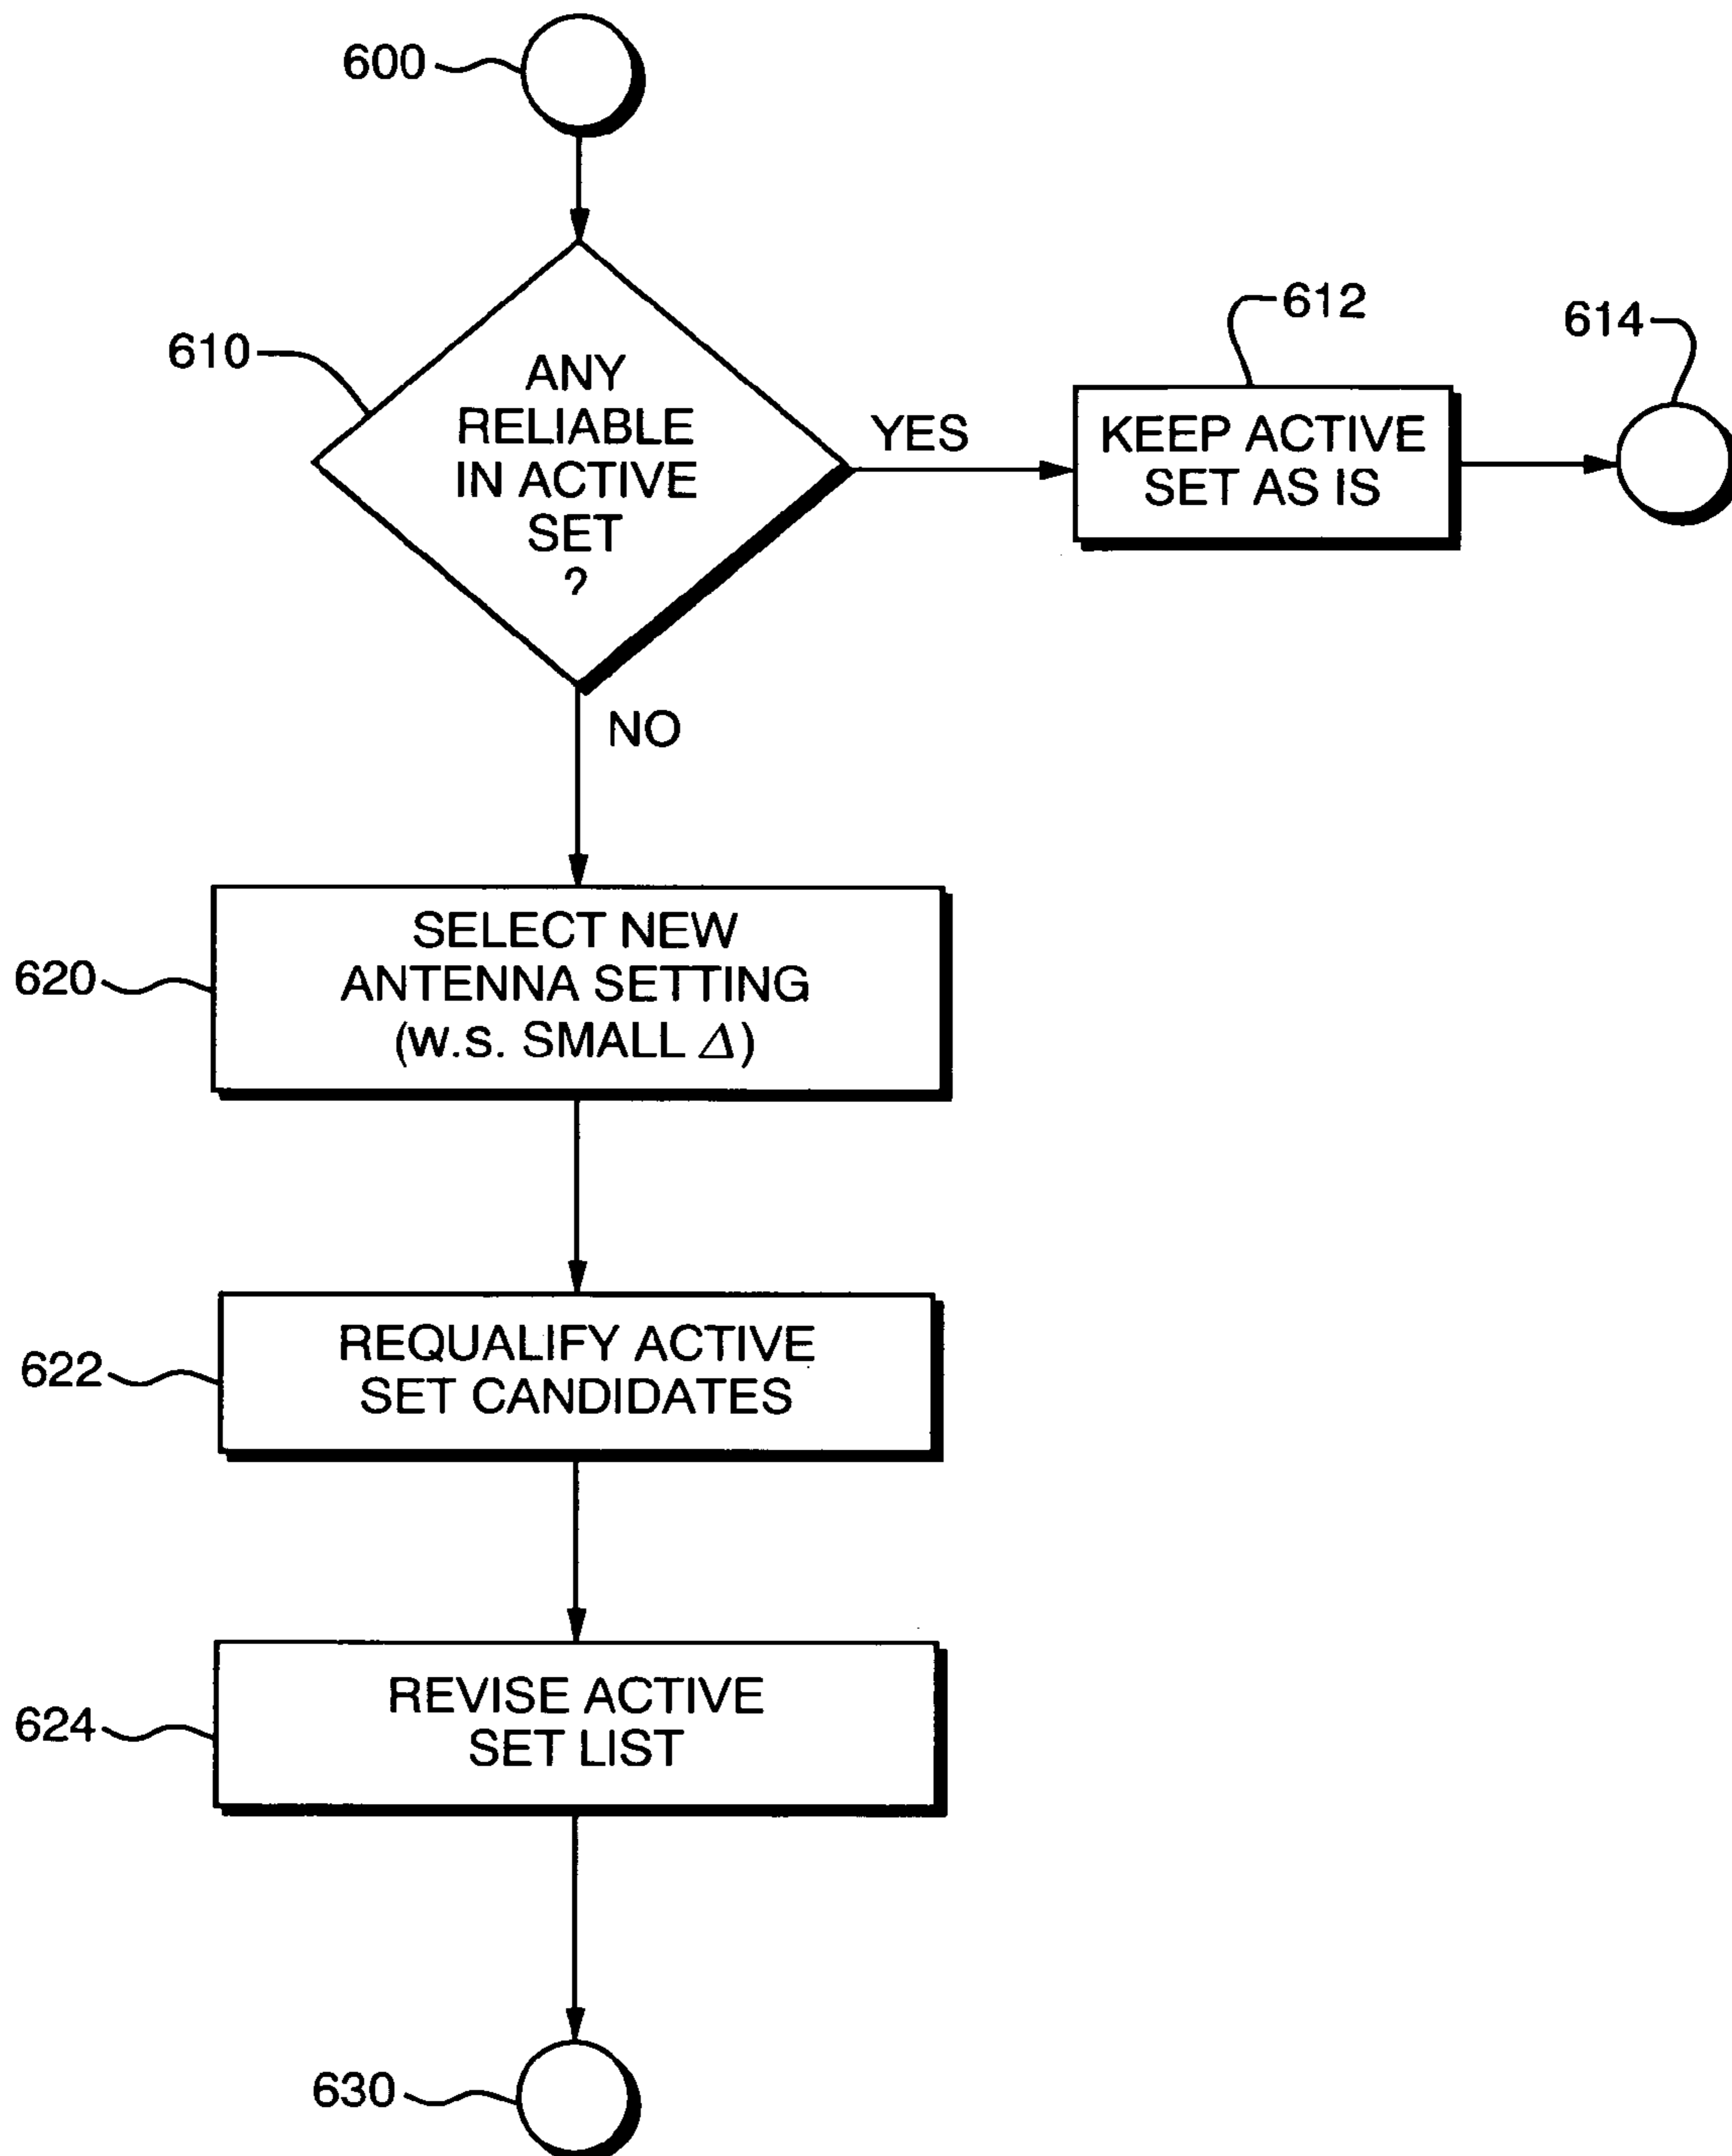 600
610
ANY
RELIABLE
IN ACTIVE
SET
?
YES
612
KEEP ACTIVE
SET AS IS
614
NO
620
SELECT NEW
ANTENNA SETTING
(w.s. SMALL Δ)
622
REQUALIFY ACTIVE
SET CANDIDATES
624
REVISE ACTIVE
SET LIST
630